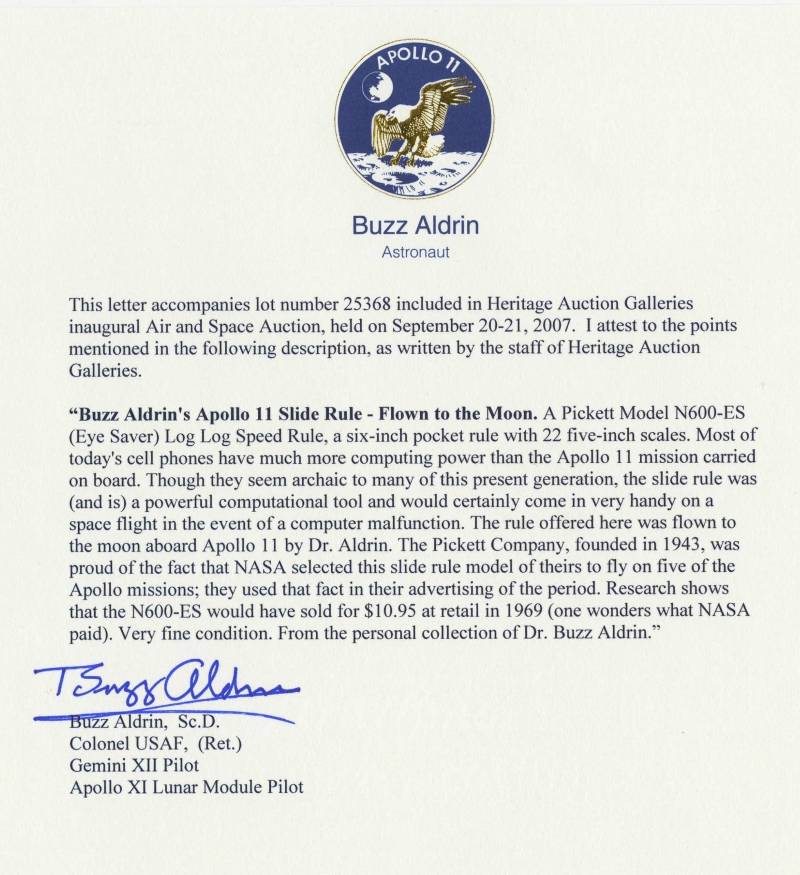 APOLLO 11
Buzz Aldrin
Astronaut
This letter accompanies lot number 25368 included in Heritage Auction Galleries
inaugural Air and Space Auction, held on September 20-21, 2007.  I attest to the points
mentioned in the following description, as written by the staff of Heritage Auction
Galleries.
“Buzz Aldrin's Apollo 11 Slide Rule - Flown to the Moon. A Pickett Model N600-ES
(Eye Saver) Log Log Speed Rule, a six-inch pocket rule with 22 five-inch scales. Most of
today's cell phones have much more computing power than the Apollo 11 mission carried
on board. Though they seem archaic to many of this present generation, the slide rule was
(and is) a powerful computational tool and would certainly come in very handy on a
space flight in the event of a computer malfunction. The rule offered here was flown to
the moon aboard Apollo 11 by Dr. Aldrin. The Pickett Company, founded in 1943, was
proud of the fact that NASA selected this slide rule model of theirs to fly on five of the
Apollo missions; they used that fact in their advertising of the period. Research shows
that the N600-ES would have sold for $10.95 at retail in 1969 (one wonders what NASA
paid). Very fine condition. From the personal collection of Dr. Buzz Aldrin.”
Buzz Aldrin
Buzz Aldrin,  Sc.D.
Colonel USAF,  (Ret.)
Gemini XII Pilot
Apollo XI Lunar Module Pilot